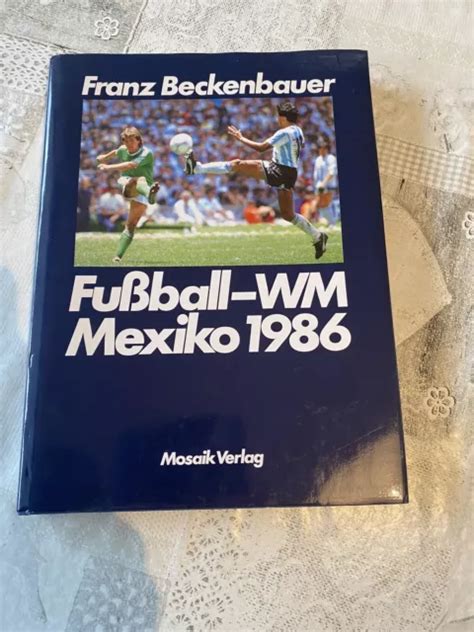 Franz Beckenbauer
Fußball–WM
Mexiko 1986
Mosaik Verlag